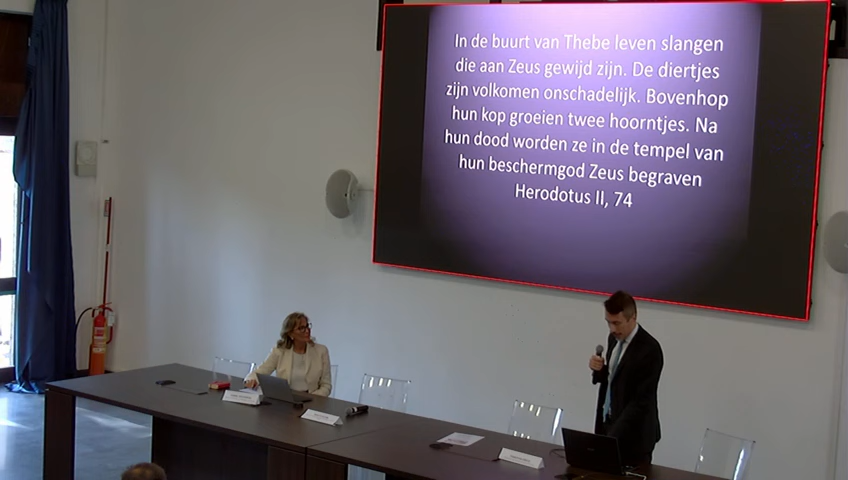 In de buurt van Thebe leven slangen
die aan Zeus gewijd zijn. De diertjes
zijn volkomen onschadelijk. Bovenhop
hun kop groeien twee hoorntjes. Na
hun dood worden ze in de tempel van
hun beschermgod Zeus begraven
Herodotus II, 74